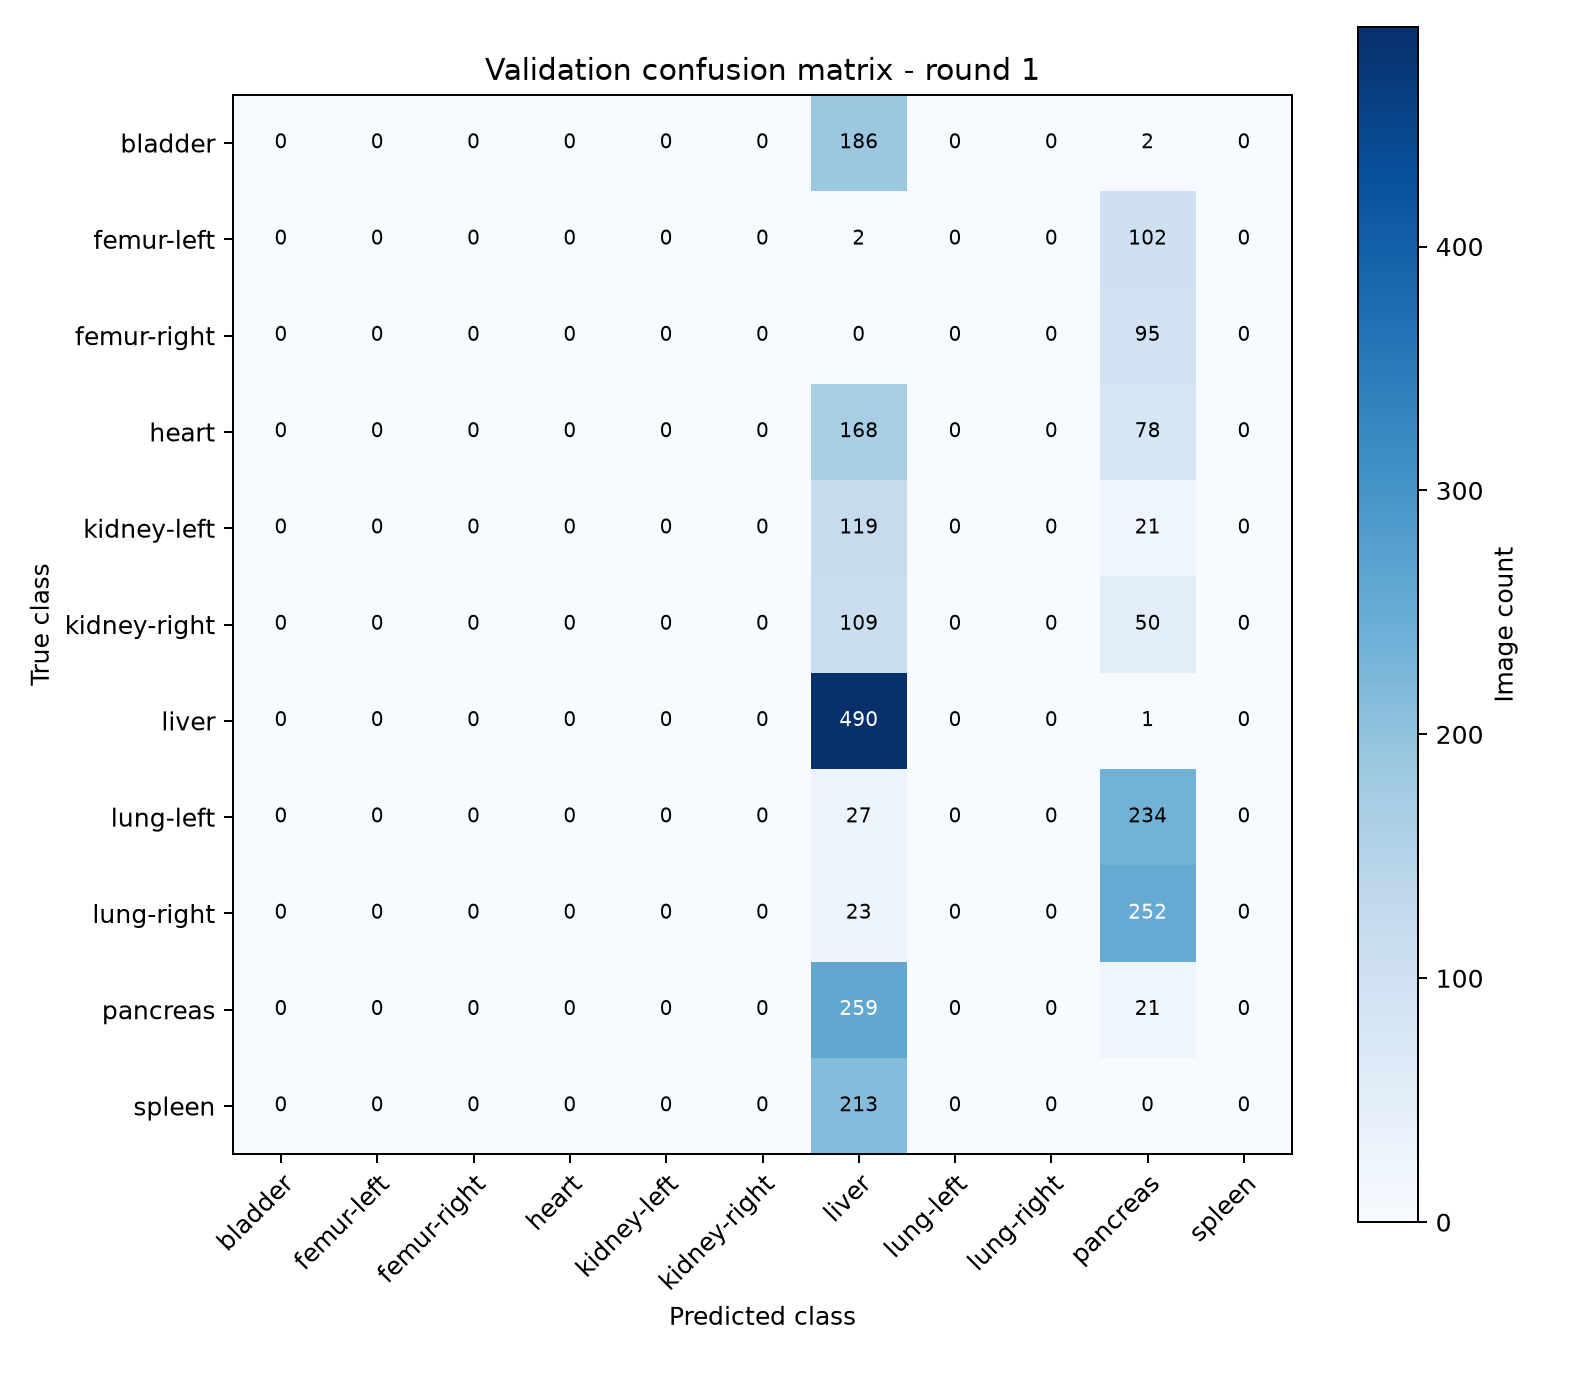 Validation confusion matrix - round 1
bladder 0 0 0 0 0 0 186 0 0 2 0
femur-left 0 0 0 0 0 0 2 0 0 102 0
femur-right 0 0 0 0 0 0 0 0 0 95 0
heart 0 0 0 0 0 0 168 0 0 78 0
kidney-left 0 0 0 0 0 0 119 0 0 21 0
kidney-right 0 0 0 0 0 0 109 0 0 50 0
liver 0 0 0 0 0 0 490 0 0 1 0
lung-left 0 0 0 0 0 0 27 0 0 234 0
lung-right 0 0 0 0 0 0 23 0 0 252 0
pancreas 0 0 0 0 0 0 259 0 0 21 0
spleen 0 0 0 0 0 0 213 0 0 0 0
True class
bladder femur-left femur-right heart kidney-left kidney-right liver lung-left lung-right pancreas spleen
Predicted class
400
300
200
100
0
Image count